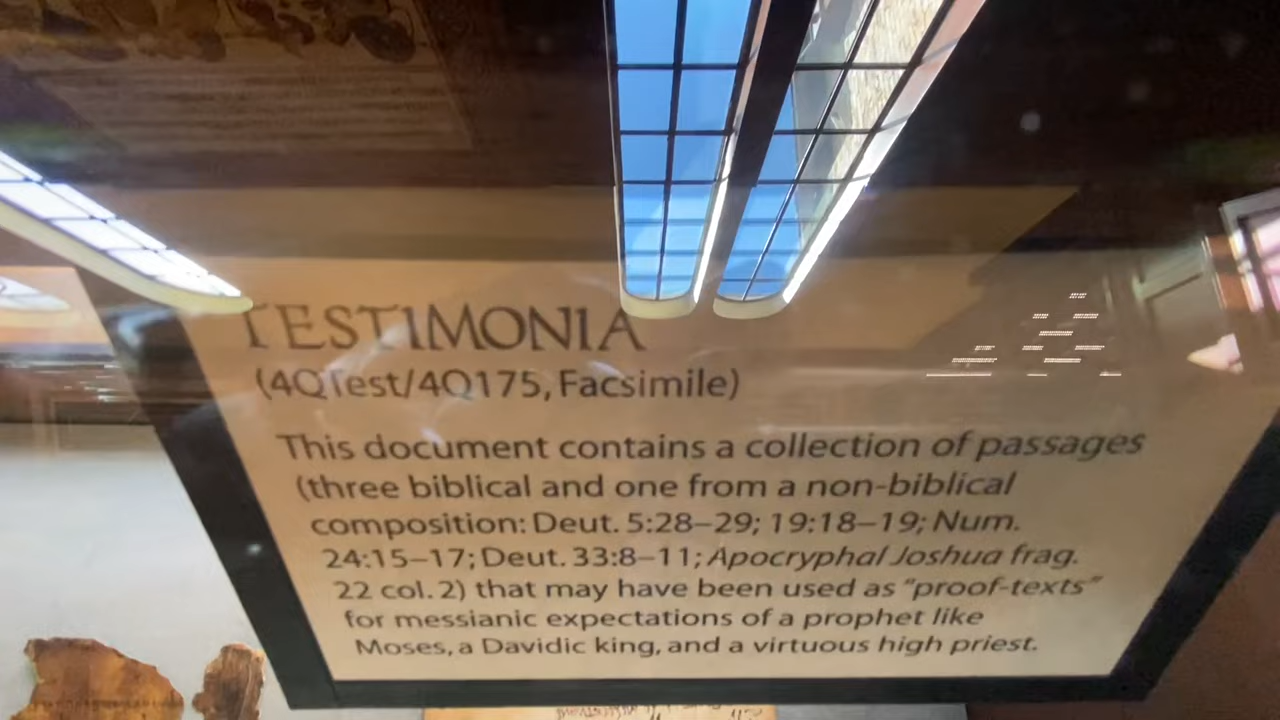 TESTIMONIA
(4QTest/4Q175, Facsimile)
This document contains a collection of passages
(three biblical and one from a non-biblical
composition: Deut. 5:28–29; 19:18–19; Num.
24:15–17; Deut. 33:8–11; Apocryphal Joshua frag.
22 col. 2) that may have been used as “proof-texts”
for messianic expectations of a prophet like
Moses, a Davidic king, and a virtuous high priest.